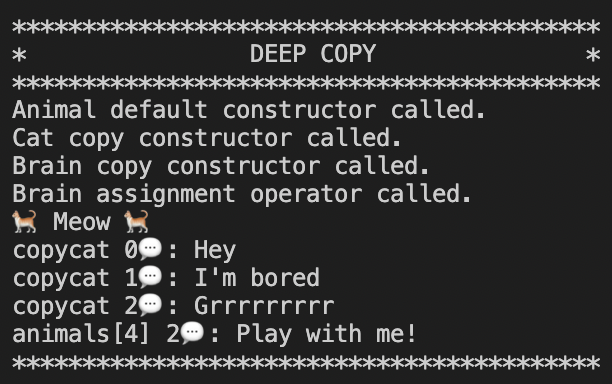 ******************************************
*                DEEP COPY               *
******************************************
Animal default constructor called.
Cat copy constructor called.
Brain copy constructor called.
Brain assignment operator called.
🐈 Meow 🐈
copycat 0💬: Hey
copycat 1💬: I'm bored
copycat 2💬: Grrrrrrrrr
animals[4] 2💬: Play with me!
******************************************